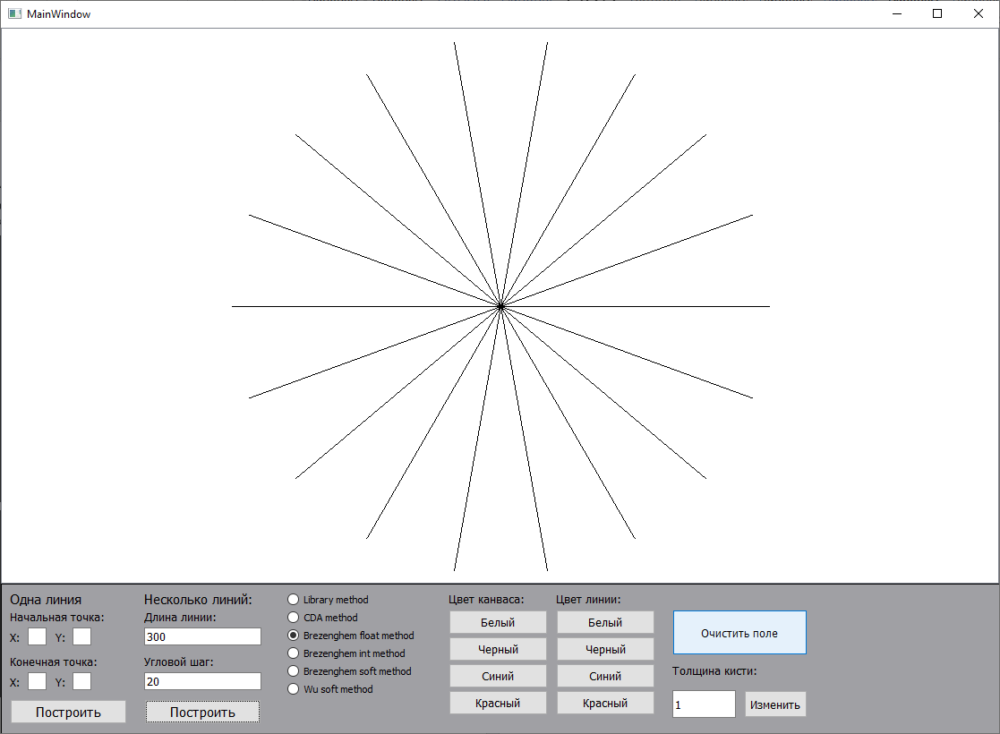 MainWindow
Одна линия
Начальная точка:
X: Y:
Конечная точка:
X: Y:
Построить
Несколько линий:
Длина линии:
300
Угловой шаг:
20
Построить
Library method
CDA method
Brezenghem float method
Brezenghem int method
Brezenghem soft method
Wu soft method
Цвет канваса:
Белый
Черный
Синий
Красный
Цвет линии:
Белый
Черный
Синий
Красный
Очистить поле
Толщина кисти:
1
Изменить